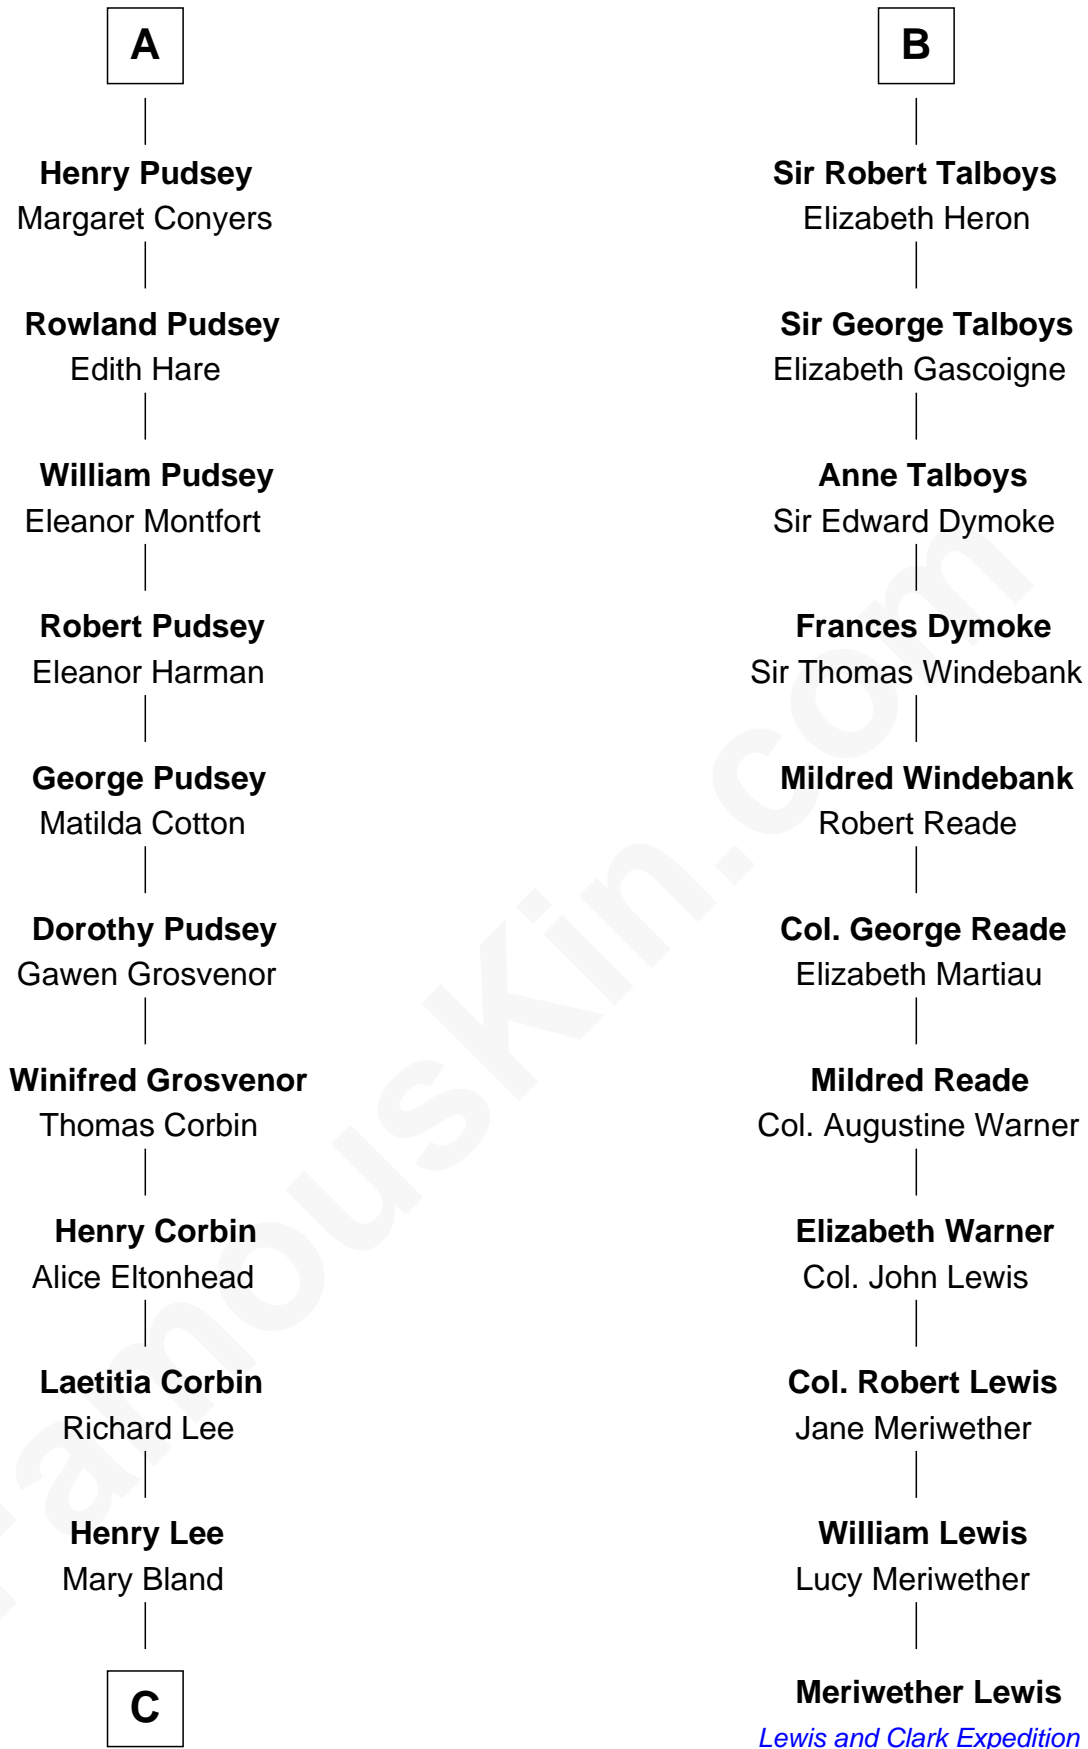 A
Henry Pudsey
Margaret Conyers
Rowland Pudsey
Edith Hare
William Pudsey
Eleanor Montfort
Robert Pudsey
Eleanor Harman
George Pudsey
Matilda Cotton
Dorothy Pudsey
Gawen Grosvenor
Winifred Grosvenor
Thomas Corbin
Henry Corbin
Alice Eltonhead
Laetitia Corbin
Richard Lee
Henry Lee
Mary Bland
C
B
Sir Robert Talboys
Elizabeth Heron
Sir George Talboys
Elizabeth Gascoigne
Anne Talboys
Sir Edward Dymoke
Frances Dymoke
Sir Thomas Windebank
Mildred Windebank
Robert Reade
Col. George Reade
Elizabeth Martiau
Mildred Reade
Col. Augustine Warner
Elizabeth Warner
Col. John Lewis
Col. Robert Lewis
Jane Meriwether
William Lewis
Lucy Meriwether
Meriwether Lewis
Lewis and Clark Expedition
FamousKin.com